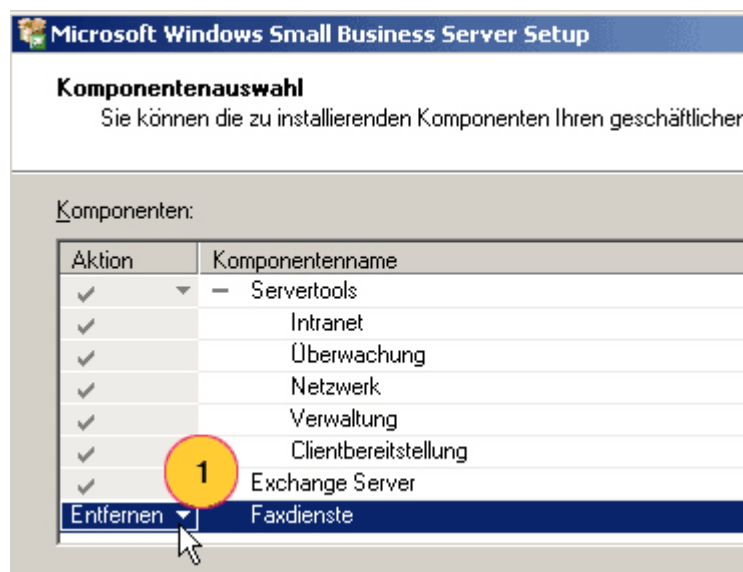 Microsoft Windows Small Business Server Setup
Komponentenauswahl
Sie können die zu installierenden Komponenten Ihren geschäftlicher
Komponenten:
Aktion Komponentenname
Servertools
Intranet
Überwachung
Netzwerk
Verwaltung
Clientbereitstellung
1
Exchange Server
Entfernen Faxdienste